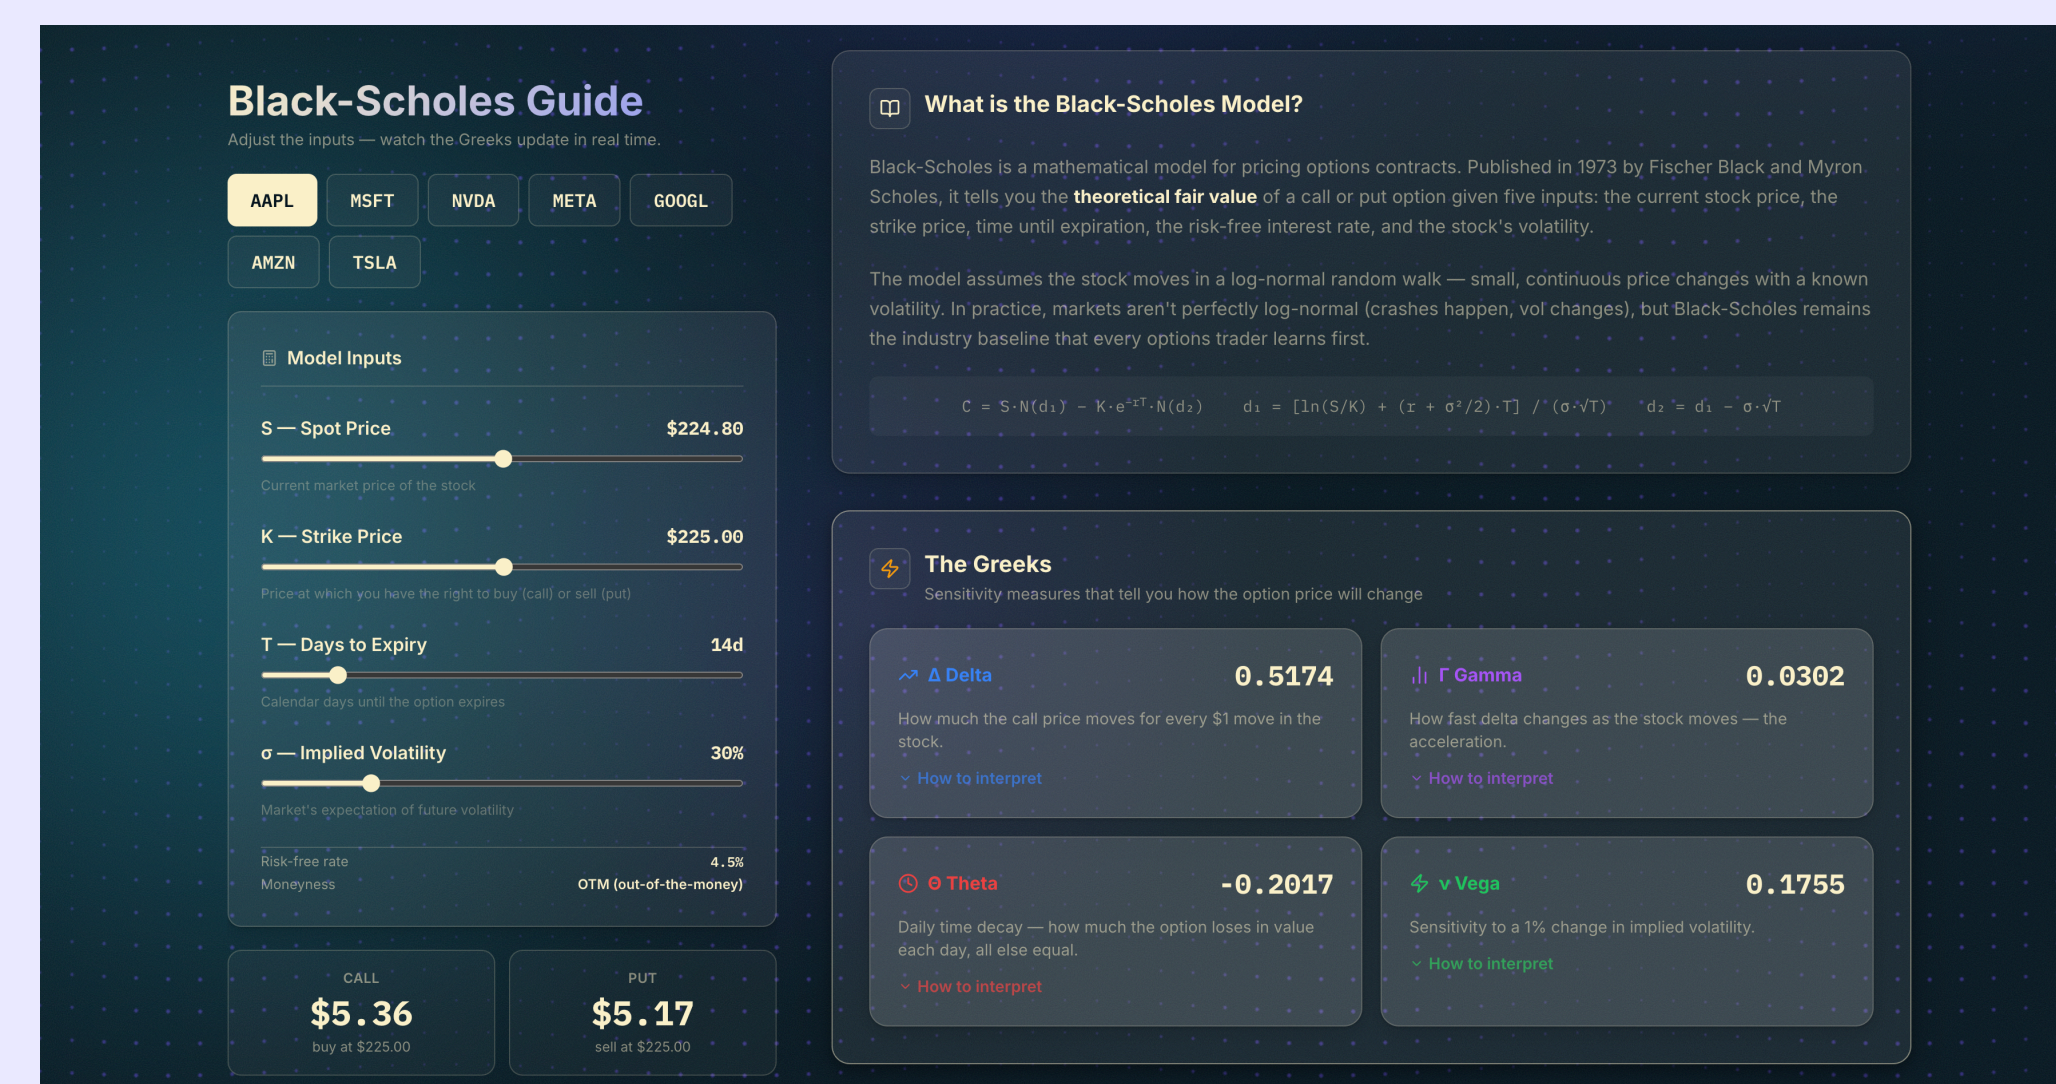 Black-Scholes Guide
Adjust the inputs — watch the Greeks update in real time.
AAPL MSFT NVDA META GOOGL
AMZN TSLA
Model Inputs
S — Spot Price $224.80
Current market price of the stock
K — Strike Price $225.00
Price at which you have the right to buy (call) or sell (put)
T — Days to Expiry 14d
Calendar days until the option expires
σ — Implied Volatility 30%
Market's expectation of future volatility
Risk-free rate 4.5%
Moneyness OTM (out-of-the-money)
CALL
$5.36
buy at $225.00
PUT
$5.17
sell at $225.00
What is the Black-Scholes Model?
Black-Scholes is a mathematical model for pricing options contracts. Published in 1973 by Fischer Black and Myron
Scholes, it tells you the theoretical fair value of a call or put option given five inputs: the current stock price, the
strike price, time until expiration, the risk-free interest rate, and the stock's volatility.
The model assumes the stock moves in a log-normal random walk — small, continuous price changes with a known
volatility. In practice, markets aren't perfectly log-normal (crashes happen, vol changes), but Black-Scholes remains
the industry baseline that every options trader learns first.
C = S·N(d₁) − K·e⁻ʳᵀ·N(d₂) d₁ = [ln(S/K) + (r + σ²/2)·T] / (σ·√T) d₂ = d₁ − σ·√T
The Greeks
Sensitivity measures that tell you how the option price will change
Δ Delta 0.5174
How much the call price moves for every $1 move in the
stock.
How to interpret
Γ Gamma 0.0302
How fast delta changes as the stock moves — the
acceleration.
How to interpret
Θ Theta -0.2017
Daily time decay — how much the option loses in value
each day, all else equal.
How to interpret
ν Vega 0.1755
Sensitivity to a 1% change in implied volatility.
How to interpret